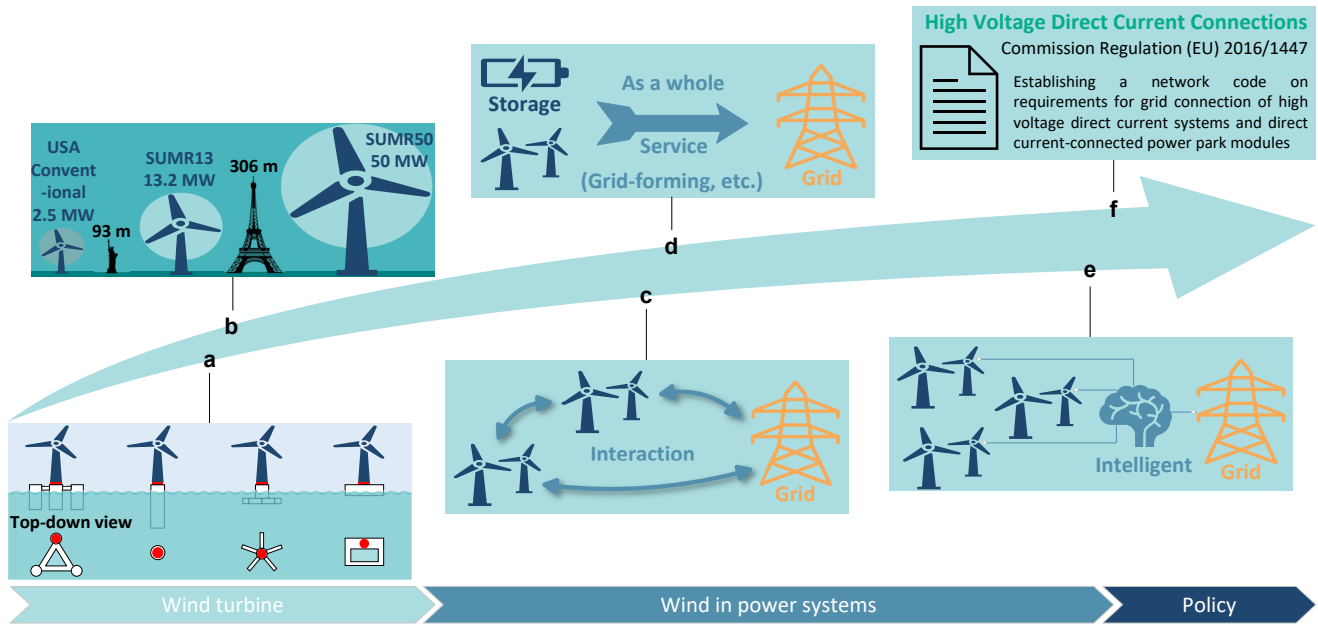 High Voltage Direct Current Connections
Commission Regulation (EU) 2016/1447
Establishing a network code on
requirements for grid connection of high
voltage direct current systems and direct
current-connected power park modules
Storage
As a whole
Service
(Grid-forming, etc.)
Grid
USA
Convent
-ional
2.5 MW
93 m
SUMR13
13.2 MW
306 m
SUMR50
50 MW
f
d
e
c
b
a
Interaction
Grid
Intelligent
Grid
Top-down view
Wind turbine
Wind in power systems
Policy